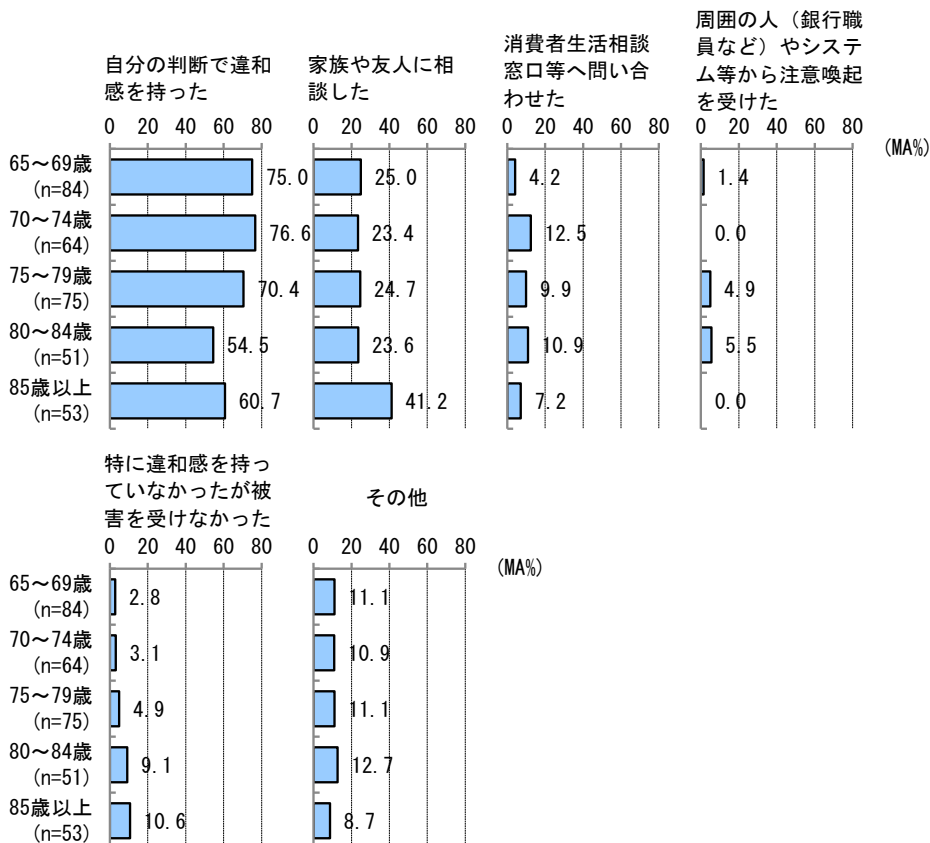 自分の判断で違和
感を持った
家族や友人に相
談した
消費者生活相談
窓口等へ問い合
わせた
周囲の人（銀行職
員など）やシステ
ム等から注意喚起
を受けた
0 20 40 60 80 0 20 40 60 80 0 20 40 60 80 0 20 40 60 80
(MA%)
65～69歳
(n=84)
75.0 25.0 4.2 1.4
70～74歳
(n=64)
76.6 23.4 12.5 0.0
75～79歳
(n=75)
70.4 24.7 9.9 4.9
80～84歳
(n=51)
54.5 23.6 10.9 5.5
85歳以上
(n=53)
60.7 41.2 7.2 0.0
特に違和感を持っ
ていなかったが被
害を受けなかった
その他
0 20 40 60 80 0 20 40 60 80
(MA%)
65～69歳
(n=84)
2.8 11.1
70～74歳
(n=64)
3.1 10.9
75～79歳
(n=75)
4.9 11.1
80～84歳
(n=51)
9.1 12.7
85歳以上
(n=53)
10.6 8.7